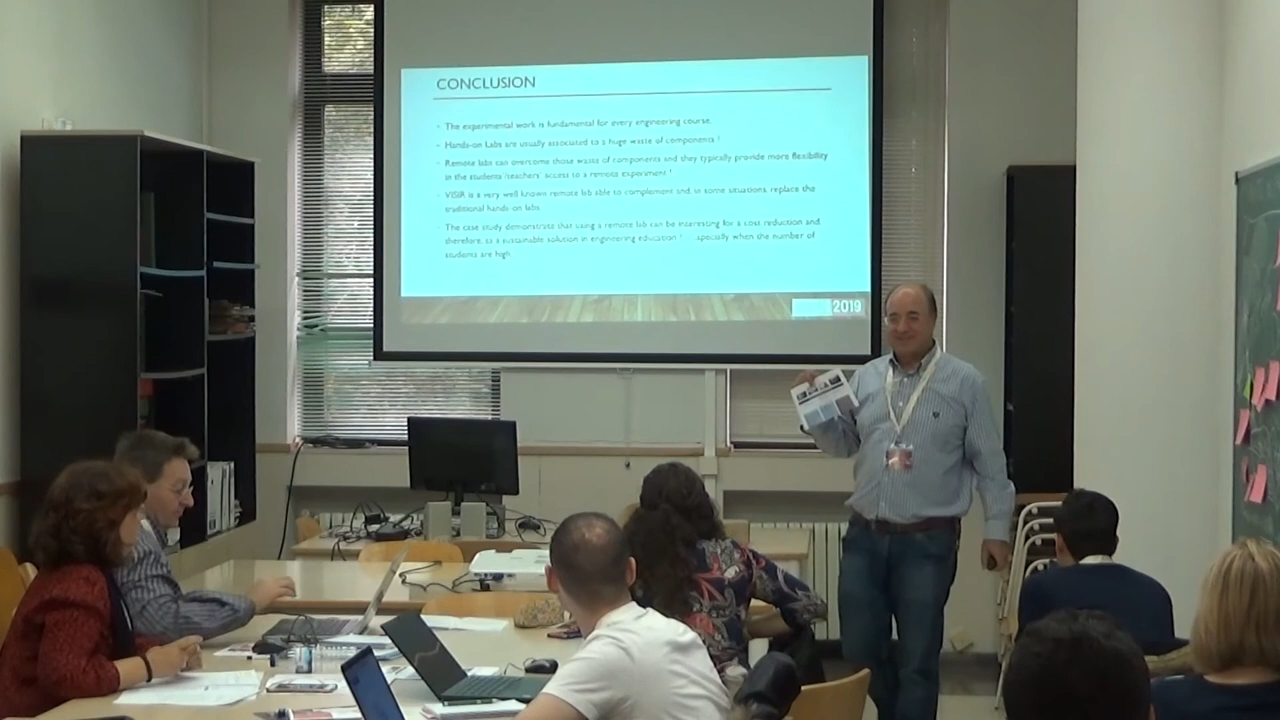 CONCLUSION
The experimental work is fundamental for every engineering course.
Hands-on Labs are usually associated to a huge waste of components !
Remote labs can overcome those waste of components and they typically provide more flexibility
in the students'/teachers' access to a remote experiment !
VISIR is a very well known remote lab able to complement and, in some situations, replace the
traditional hands-on labs.
The case study demonstrate that using a remote lab can be interesting for a cost reduction and,
therefore, as a sustainable solution in engineering education ! ...specially when the number of
students are high.
2019